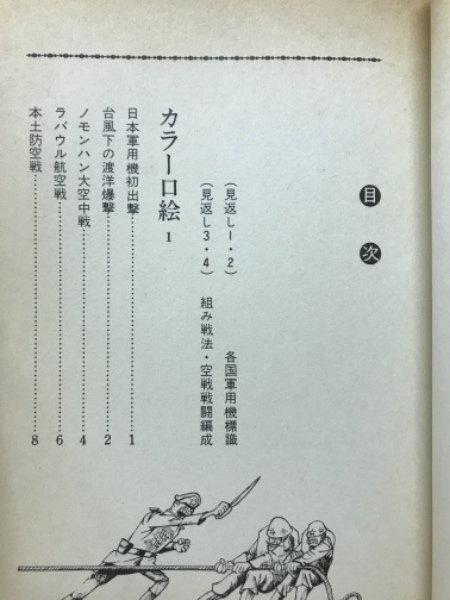 目次
(見返し1・2) 各国軍用機標識
(見返し3・4) 組み戦法・空戦戦闘編成
カラー口絵 1
日本軍用機初出撃……………………1
台風下の渡洋爆撃……………………2
ノモンハン大空中戦……………………4
ラバウル航空戦……………………6
本土防空戦……………………8